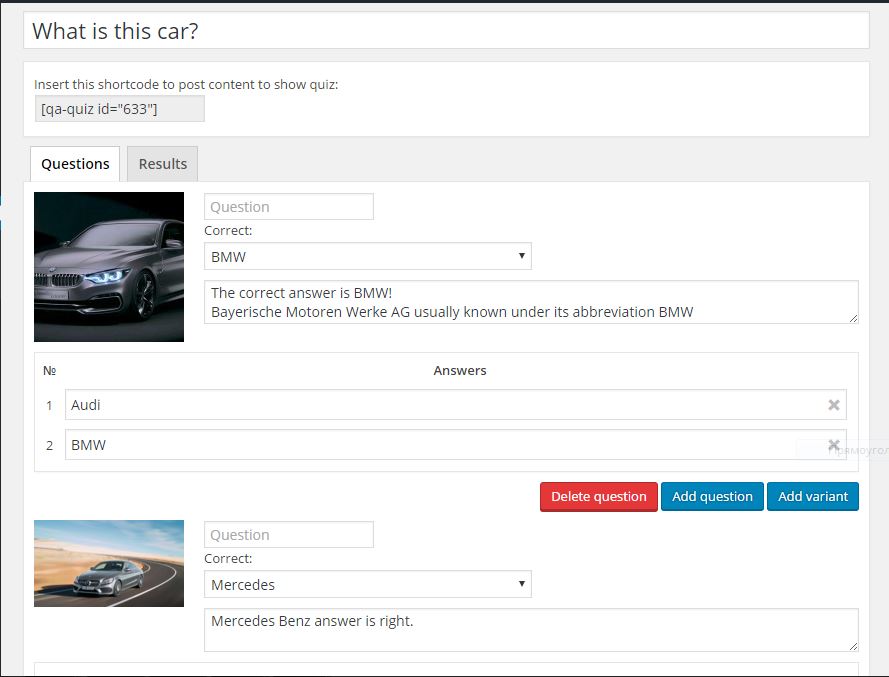 What is this car?
Insert this shortcode to post content to show quiz:
[qa-quiz id="633"]
Questions
Results
Question
Correct:
BMW
The correct answer is BMW!
Bayerische Motoren Werke AG usually known under its abbreviation BMW
№
Answers
1
Audi
2
BMW
Delete question
Add question
Add variant
Question
Correct:
Mercedes
Mercedes Benz answer is right.